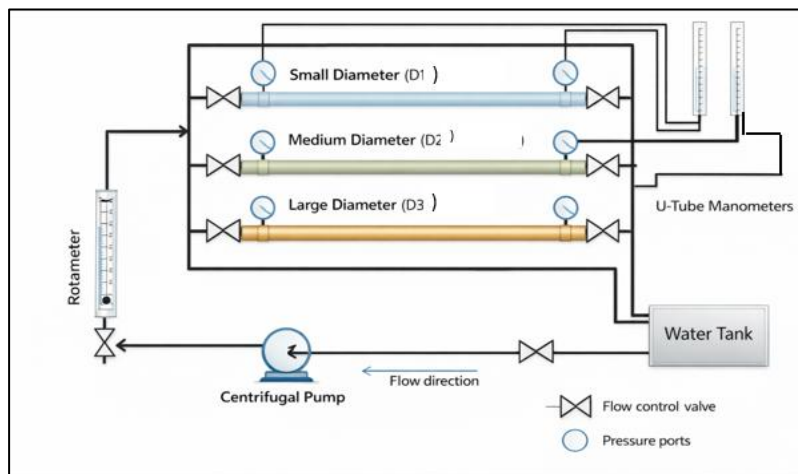 Small Diameter (D1 )
Medium Diameter (D2 ) )
Large Diameter (D3 )
U-Tube Manometers
Rotameter
Water Tank
Flow direction
Centrifugal Pump
Flow control valve
Pressure ports